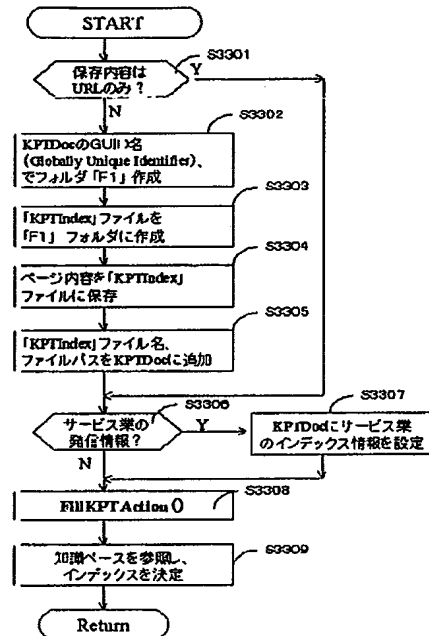 START
S3301
保存内容は
URLのみ？
Y
N
S3302
KPTDocのGUID名
(Globally Unique Identifier)、
でフォルダ「F1」作成
S3303
「KPTIndex」ファイルを
「F1」フォルダに作成
S3304
ページ内容を「KPTIndex」
ファイルに保存
S3305
「KPTIndex」ファイル名、
ファイルパスをKPTDocに追加
S3306
サービス業の
発信情報？
Y
N
S3307
KPTDocにサービス業
のインデックス情報を設定
S3308
FillKPTAction ()
S3309
知識ベースを参照し、
インデックスを決定
Return